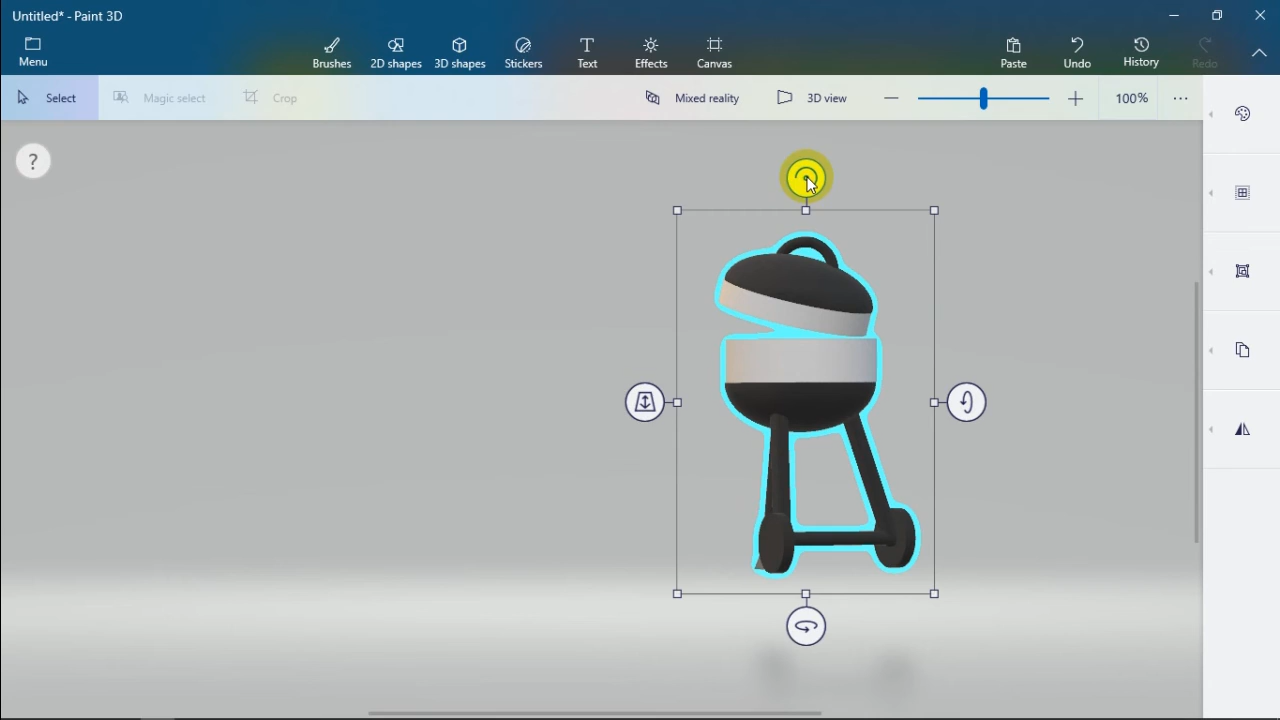 Untitled* - Paint 3D
Menu
Brushes
2D shapes
3D shapes
Stickers
Text
Effects
Canvas
Paste
Undo
History
Redo
Select
Magic select
Crop
Mixed reality
3D view
100%
?